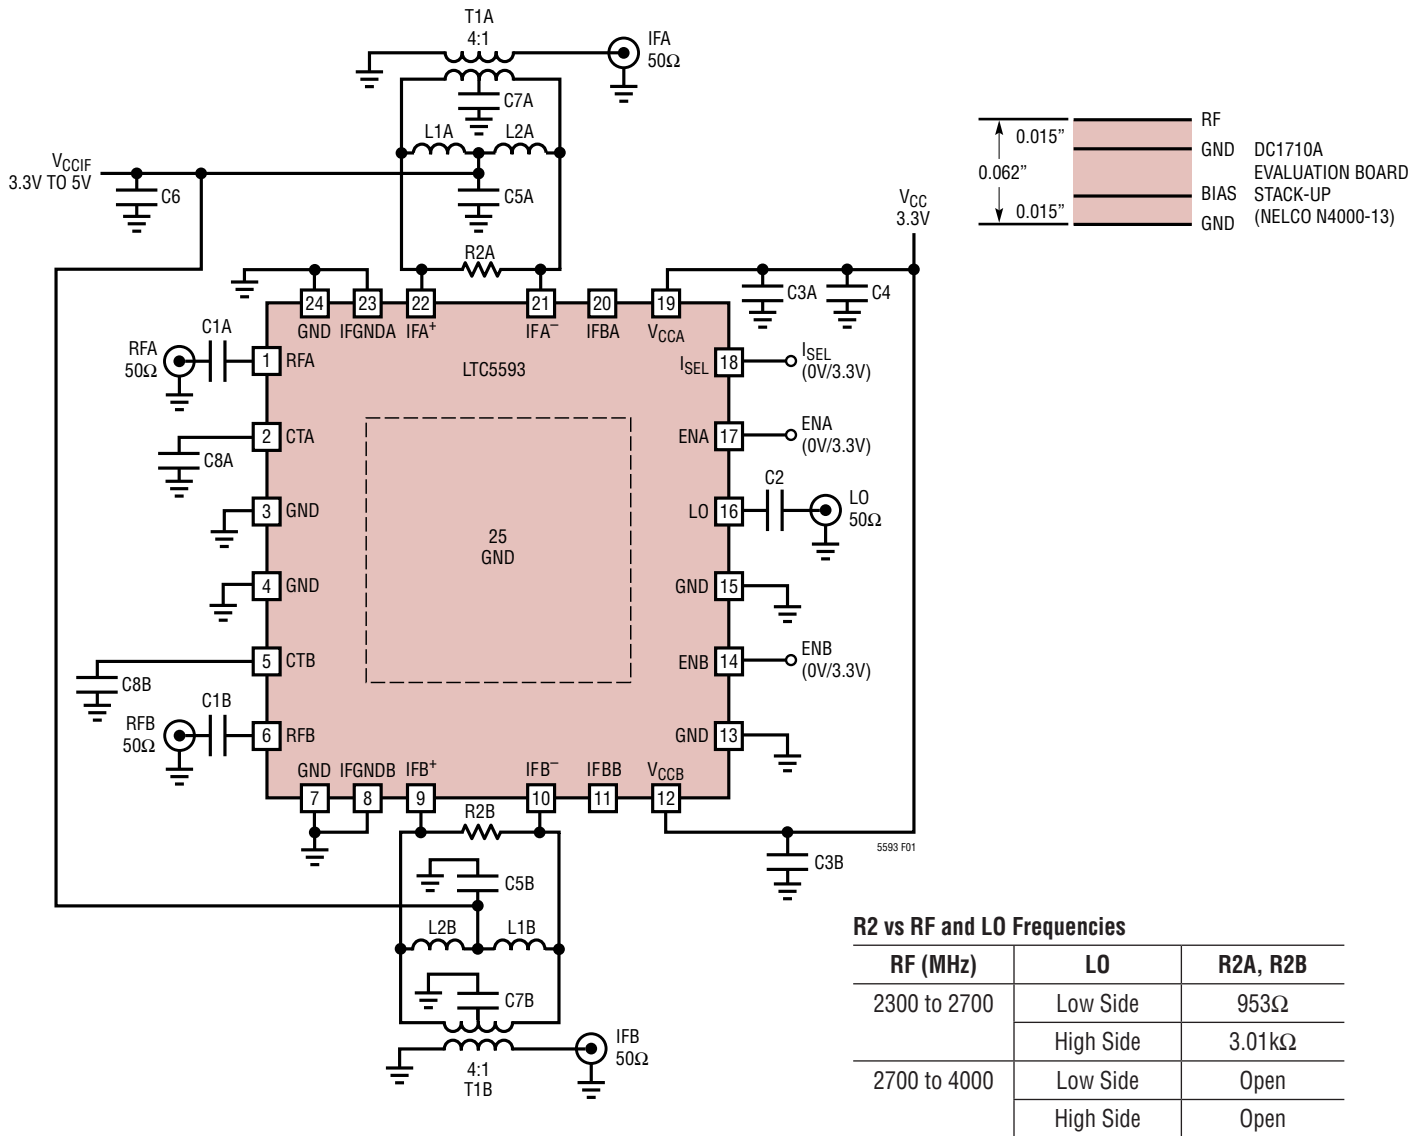 T1A
4:1
IFA
50Ω
C7A
L1A
L2A
V_CCIF
3.3V TO 5V
C6
C5A
R2A
RF
0.015”
GND
0.062”
BIAS
0.015”
GND
DC1710A
EVALUATION BOARD
STACK-UP
(NELCO N4000-13)
V_CC
3.3V
C3A
C4
24
23
22
21
20
19
GND
IFGNDA
IFA⁺
IFA⁻
IFBA
V_CCA
C1A
RFA
50Ω
1
RFA
LTC5593
I_SEL
18
I_SEL
(0V/3.3V)
2
CTA
C8A
ENA
17
ENA
(0V/3.3V)
3
GND
LO
16
C2
LO
50Ω
25
GND
4
GND
GND
15
5
CTB
C8B
ENB
14
ENB
(0V/3.3V)
C1B
RFB
50Ω
6
RFB
GND
13
GND
IFGNDB
IFB⁺
IFB⁻
IFBB
V_CCB
7
8
9
10
11
12
R2B
C3B
5593 F01
C5B
L2B
L1B
C7B
IFB
50Ω
4:1
T1B
R2 vs RF and LO Frequencies
RF (MHz) LO R2A, R2B
2300 to 2700 Low Side 953Ω
High Side 3.01kΩ
2700 to 4000 Low Side Open
High Side Open